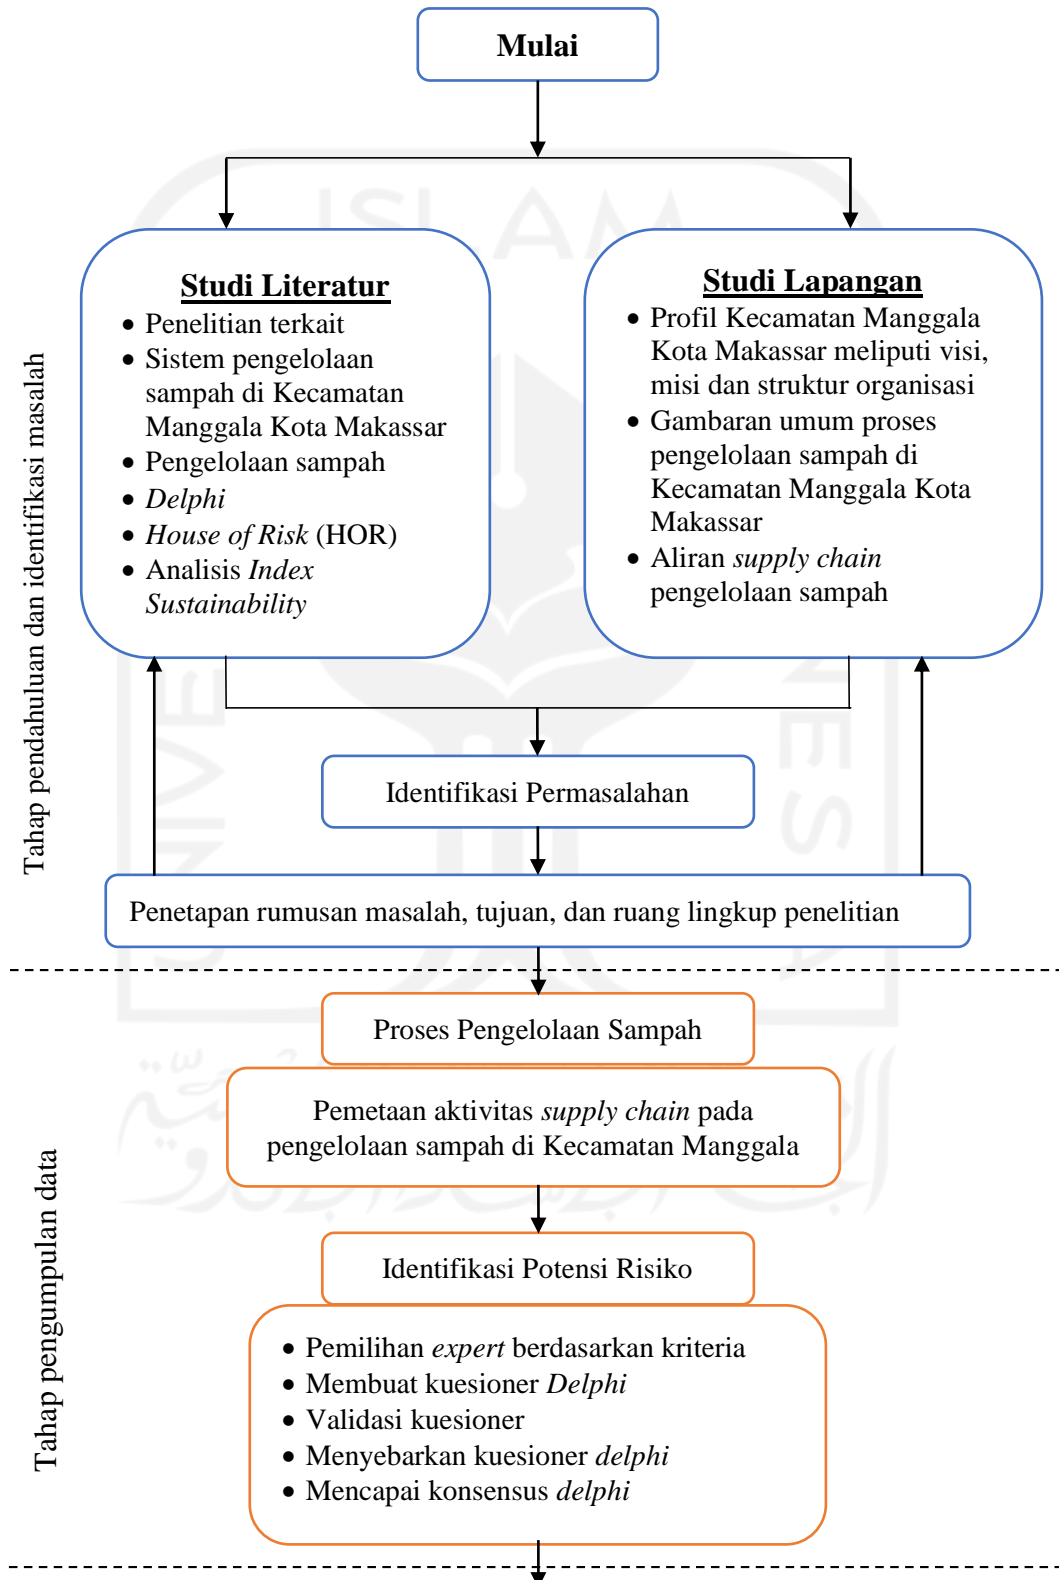 Mulai
Studi Literatur
• Penelitian terkait
• Sistem pengelolaan
sampah di Kecamatan
Manggala Kota Makassar
• Pengelolaan sampah
• Delphi
• House of Risk (HOR)
• Analisis Index
Sustainability
Studi Lapangan
• Profil Kecamatan Manggala
Kota Makassar meliputi visi,
misi dan struktur organisasi
• Gambaran umum proses
pengelolaan sampah di
Kecamatan Manggala Kota
Makassar
• Aliran supply chain
pengelolaan sampah
Tahap pendahuluan dan identifikasi masalah
Identifikasi Permasalahan
Penetapan rumusan masalah, tujuan, dan ruang lingkup penelitian
Proses Pengelolaan Sampah
Pemetaan aktivitas supply chain pada
pengelolaan sampah di Kecamatan Manggala
Tahap pengumpulan data
Identifikasi Potensi Risiko
• Pemilihan expert berdasarkan kriteria
• Membuat kuesioner Delphi
• Validasi kuesioner
• Menyebarkan kuesioner delphi
• Mencapai konsensus delphi
ISLAM